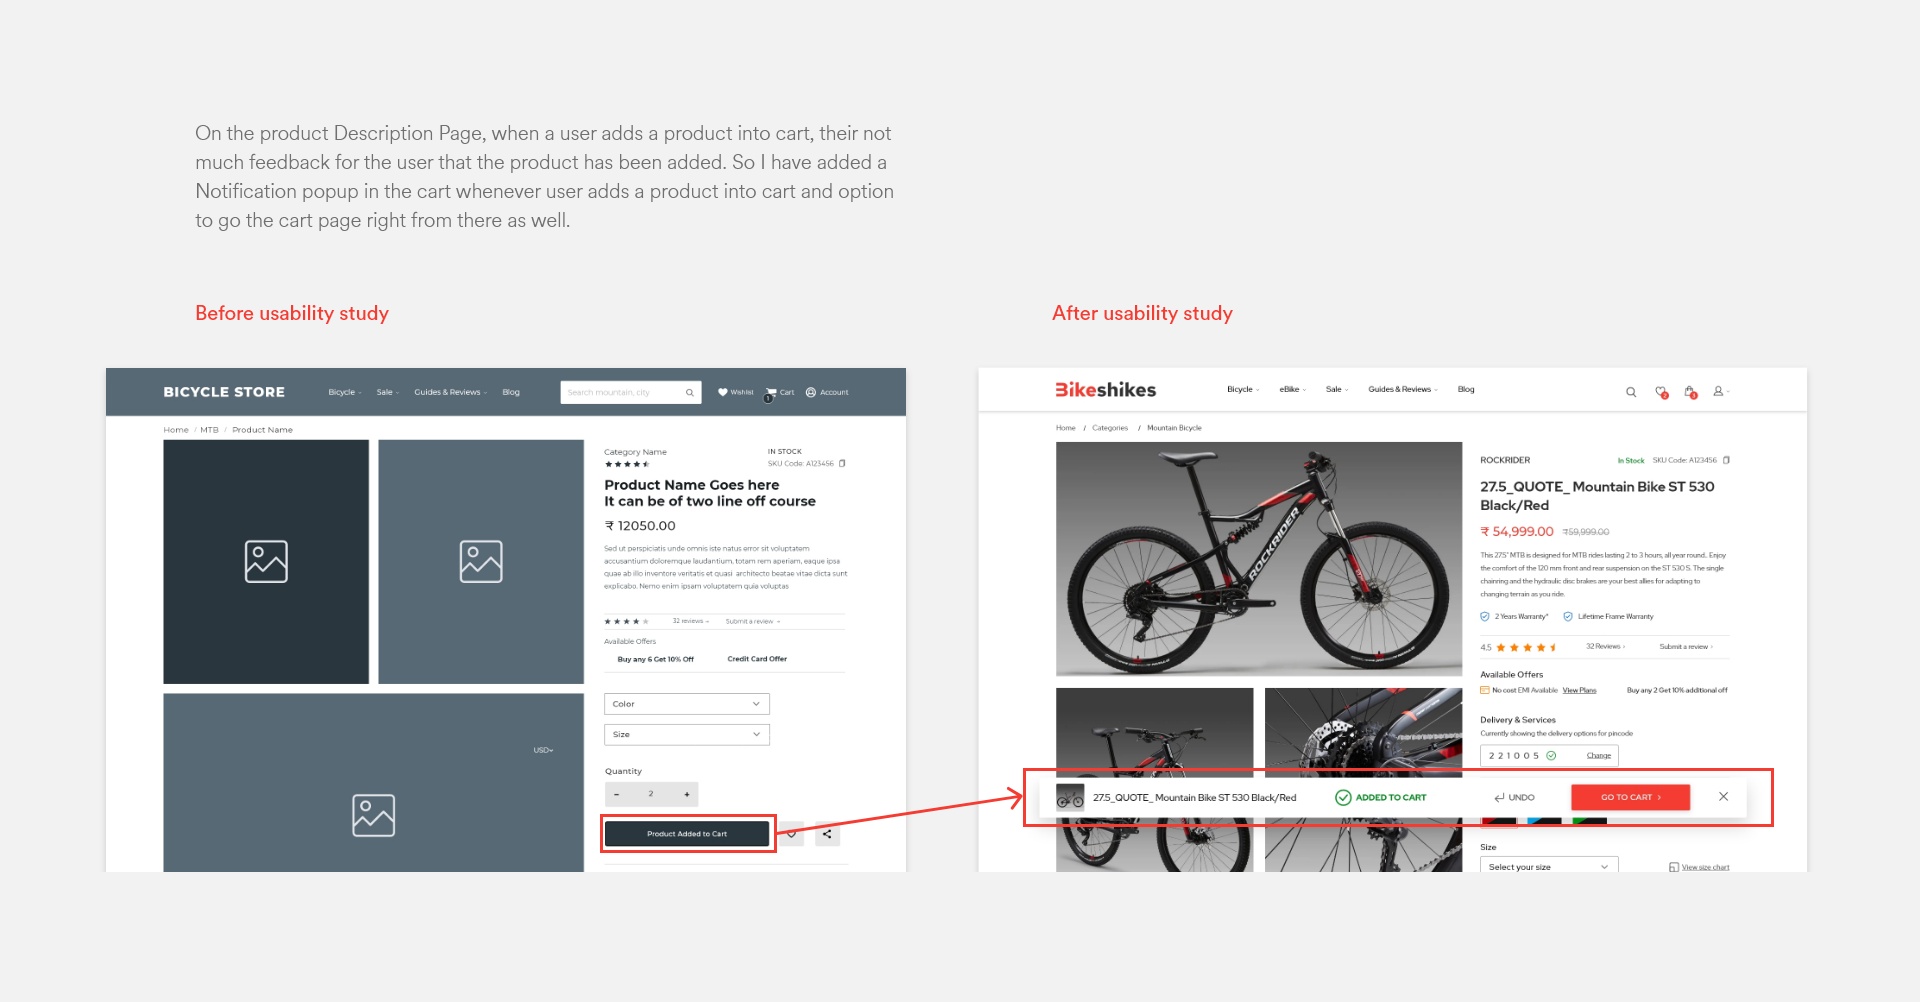 On the product Description Page, when a user adds a product into cart, their not
much feedback for the user that the product has been added. So I have added a
Notification popup in the cart whenever user adds a product into cart and option
to go the cart page right from there as well.
Before usability study
After usability study
BICYCLE STORE
Bicycle
Sale
Guides & Reviews
Blog
Search mountain, city
Wishlist
1
Cart
Account
Home / MTB / Product Name
Category Name
IN STOCK
SKU Code: A123456
Product Name Goes here
It can be of two line off course
₹ 12050.00
Sed ut perspiciatis unde omnis iste natus error sit voluptatem
accusantium doloremque laudantium, totam rem aperiam, eaque ipsa
quae ab illo inventore veritatis et quasi architecto beatae vitae dicta sunt
explicabo. Nemo enim ipsam voluptatem quia voluptas
32 reviews
Submit a review
Available Offers
Buy any 6 Get 10% Off
Credit Card Offer
Color
Size
USD
Quantity
- 2 +
Product Added to Cart
Bikeshikes
Bicycle
eBike
Sale
Guides & Reviews
Blog
Home / Categories / Mountain Bicycle
ROCKRIDER
ROCKRIDER
In Stock
SKU Code: A123456
27.5_QUOTE_ Mountain Bike ST 530
Black/Red
₹ 54,999.00
₹59,999.00
This 27.5" MTB is designed for MTB rides lasting 2 to 3 hours, all year round.. Enjoy
the comfort of the 120 mm front and rear suspension on the ST 530 S. The single
chainring and the hydraulic disc brakes are your best allies for adapting to
changing terrain as you ride.
2 Years Warranty*
Lifetime Frame Warranty
4.5
32 Reviews ›
Submit a review ›
Available Offers
No cost EMI Available View Plans
Buy any 2 Get 10% additional off
Delivery & Services
Currently showing the delivery options for pincode
221005
Change
27.5_QUOTE_ Mountain Bike ST 530 Black/Red
ADDED TO CART
UNDO
GO TO CART ›
Size
Select your size
View size chart